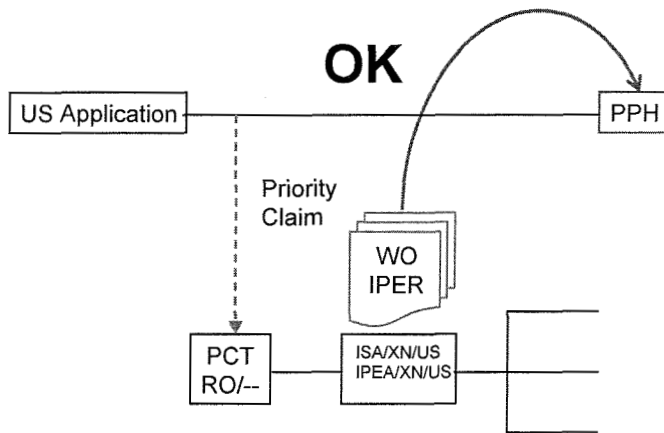 OK
US Application
PPH
Priority
Claim
WO
IPER
PCT
RO/--
ISA/XN/US
IPEA/XN/US